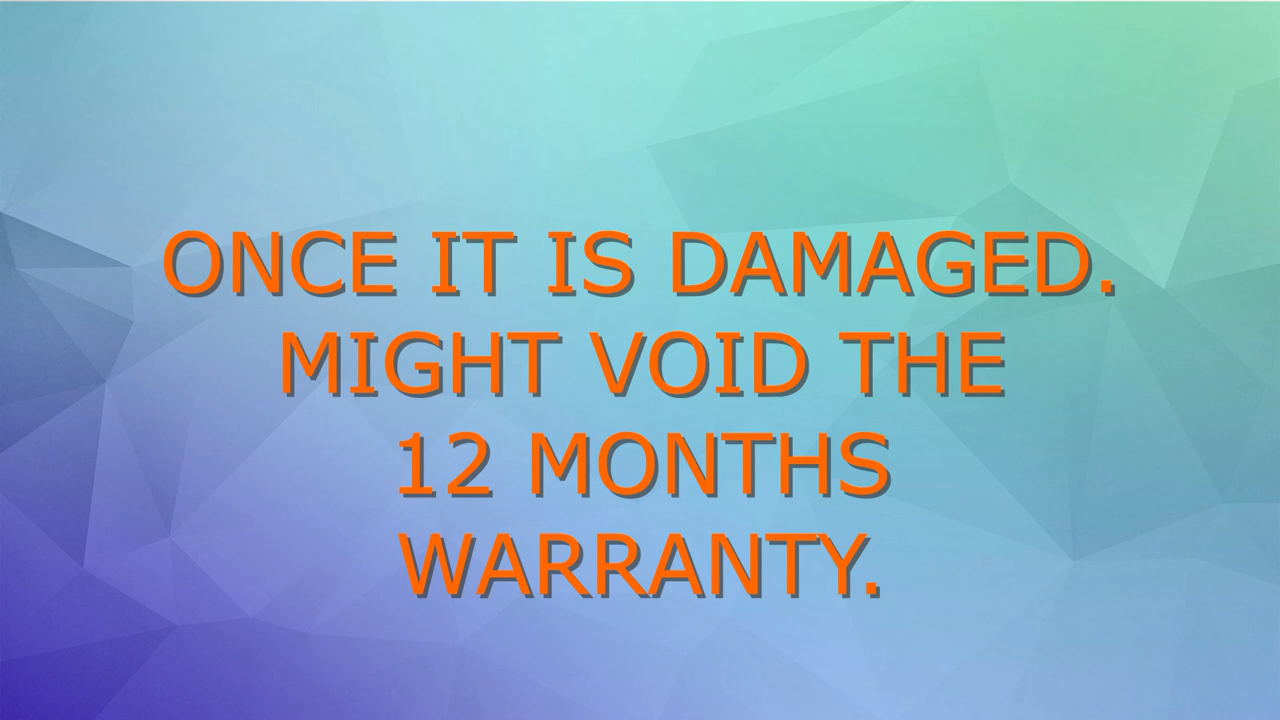 ONCE IT IS DAMAGED.
MIGHT VOID THE
12 MONTHS
WARRANTY.